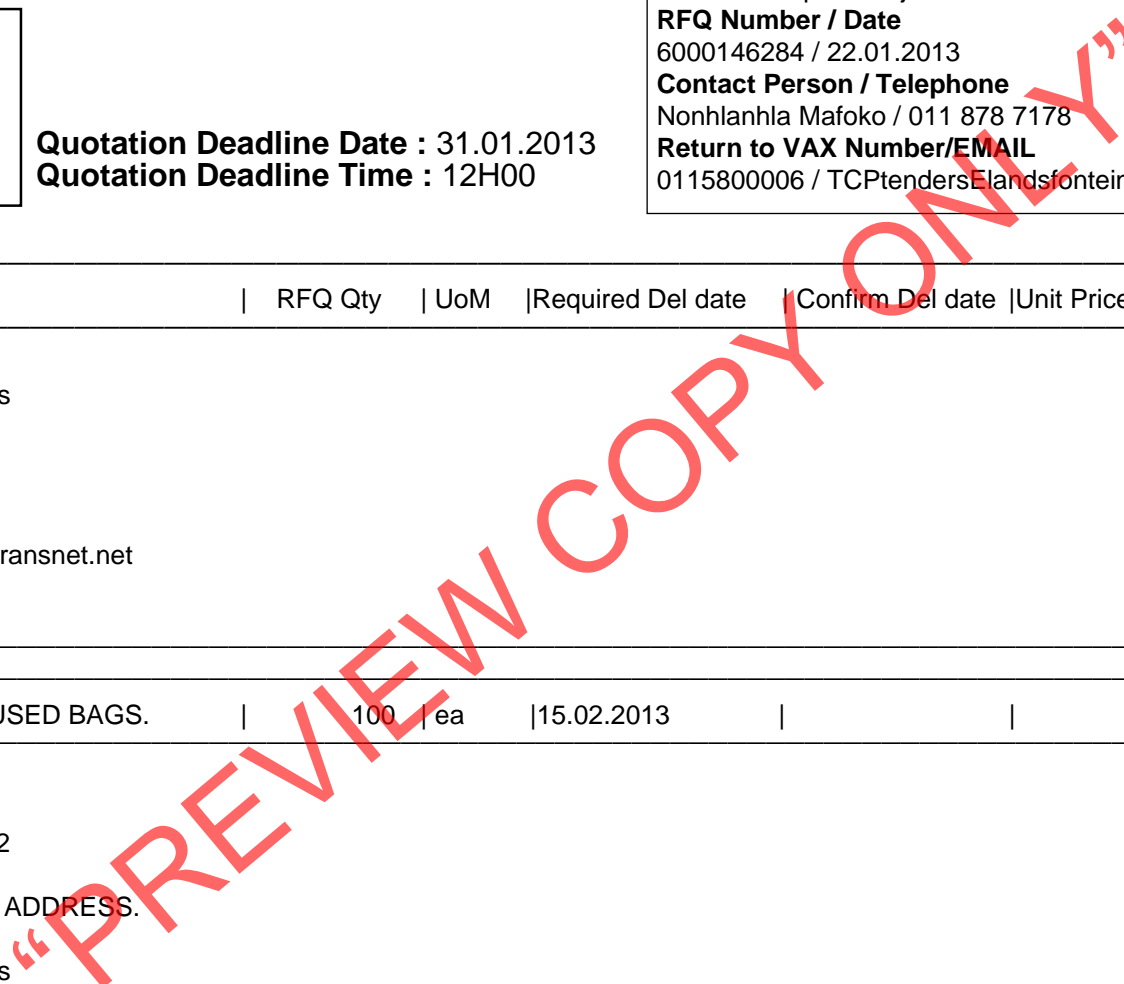 RFQ Number / Date
6000146284 / 22.01.2013
Contact Person / Telephone
Nonhlanhla Mafoko / 011 878 7178
Return to VAX Number/EMAIL
0115800006 / TCPtendersElandsfontein
Quotation Deadline Date : 31.01.2013
Quotation Deadline Time : 12H00
| RFQ Qty | UoM |Required Del date | Confirm Del date |Unit Price
s
ransnet.net
USED BAGS. | 100 | ea |15.02.2013 | |
2
ADDRESS.
s
“PREVIEW COPY ONLY”